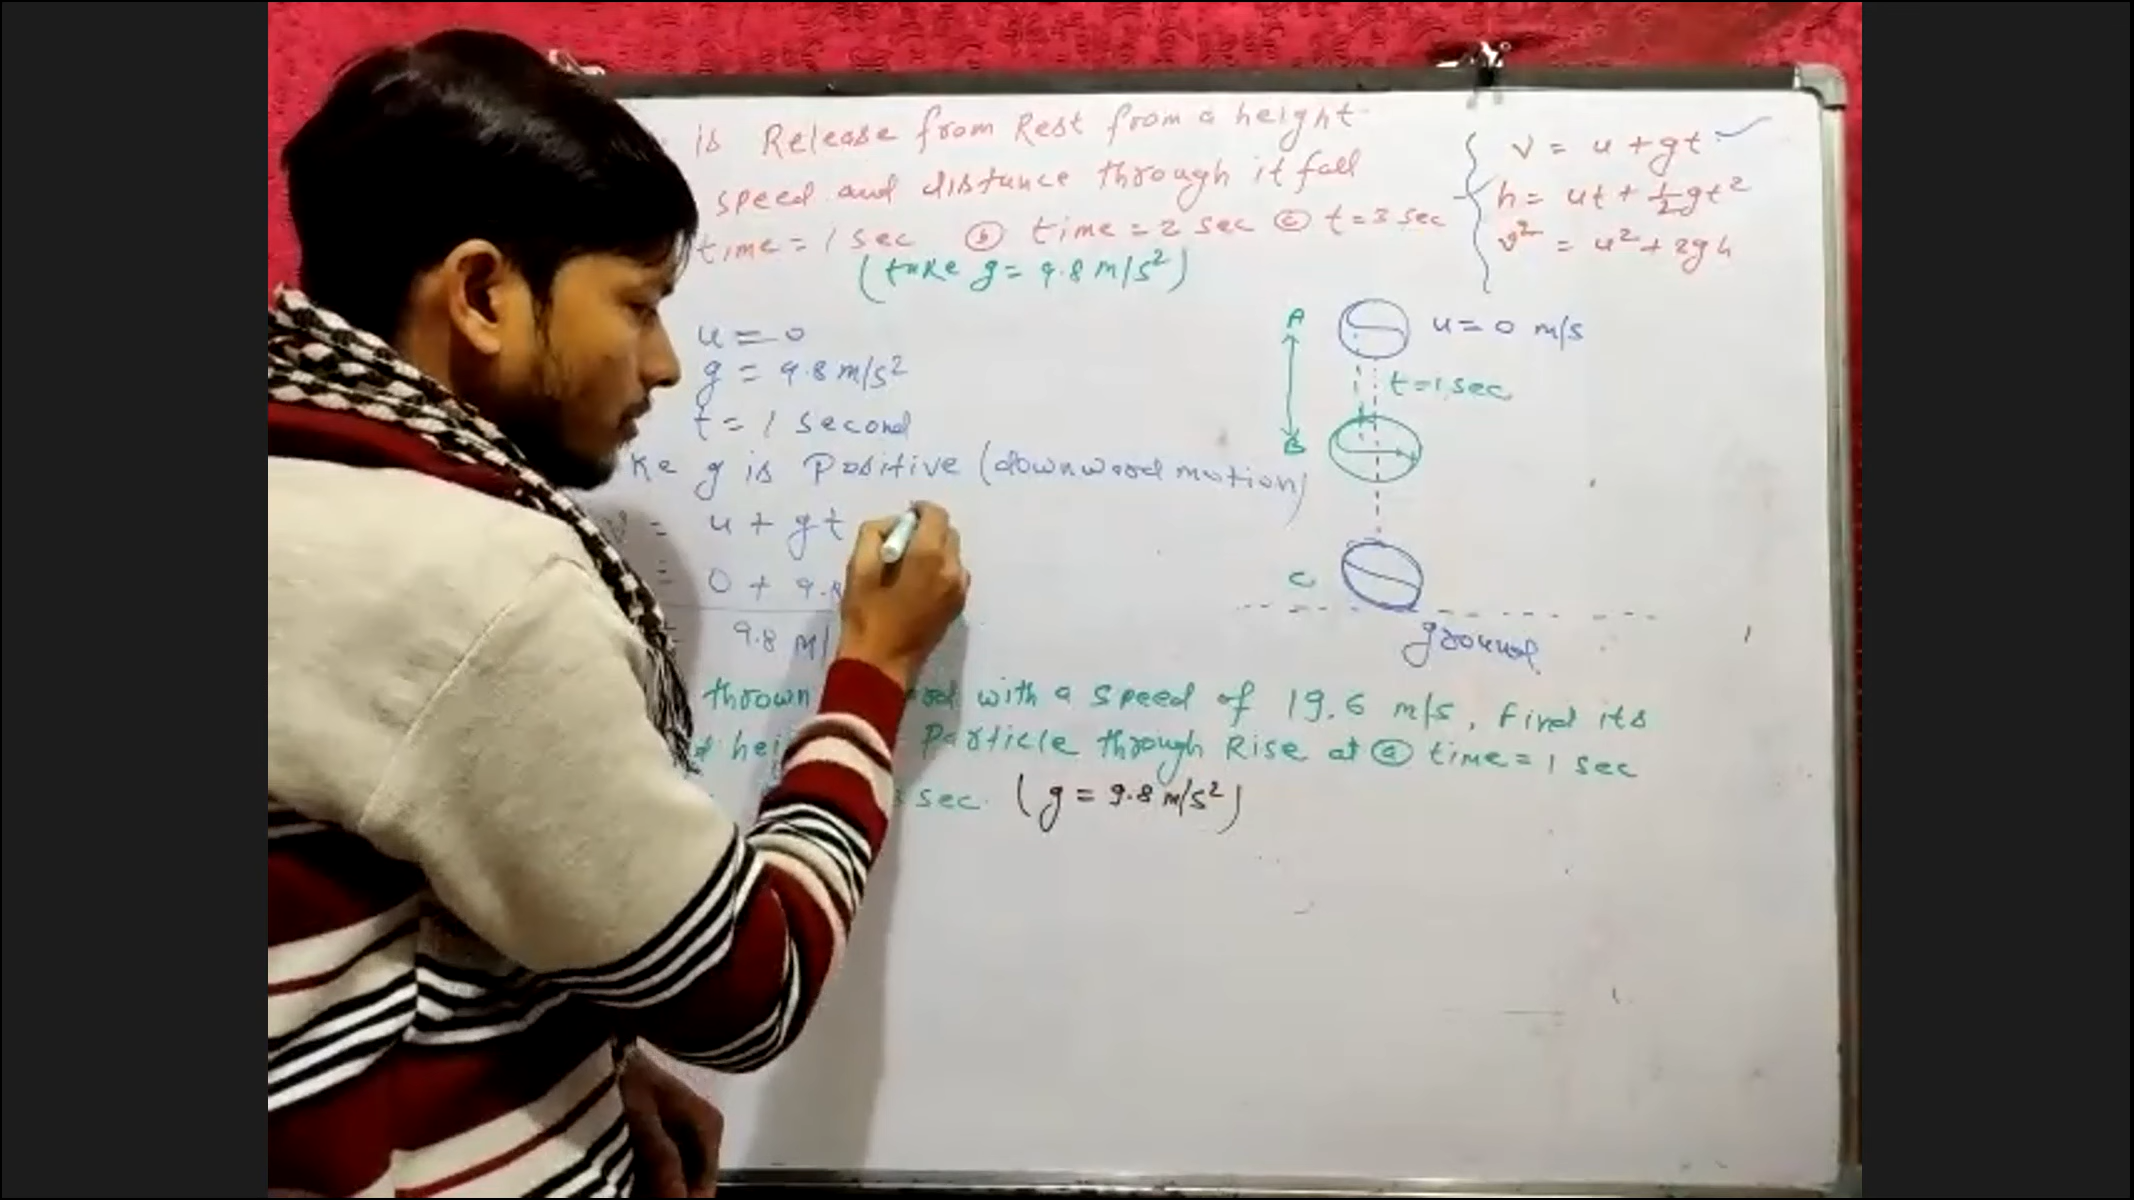 is Release from Rest from a height
speed and distance through it fall
time = 1 sec ⓑ time = 2 sec ⓒ t = 3 sec
(take g = 9.8 m/s²)
v = u + gt
h = ut + ½gt²
v² = u² + 2gh
u = 0
g = 9.8 m/s²
t = 1 second
ke g is Positive (downward motion)
v = u + gt
= 0 + 9.8
= 9.8 m/
A
u = 0 m/s
t = 1 sec
B
C
ground
thrown with a speed of 19.6 m/s, Find its
Particle through Rise at ⓐ time = 1 sec
sec. (g = 9.8 m/s²)